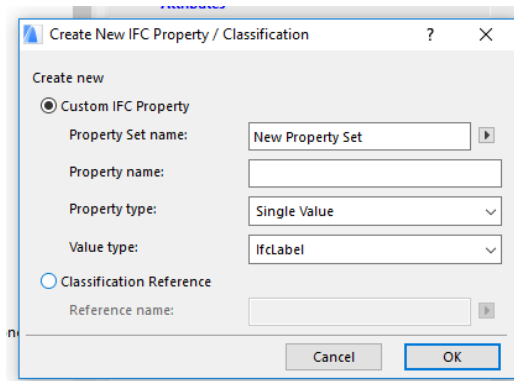 Attributes
Create New IFC Property / Classification ? ×
Create new
Custom IFC Property
Property Set name: New Property Set
Property name:
Property type: Single Value
Value type: IfcLabel
Classification Reference
Reference name:
Cancel OK